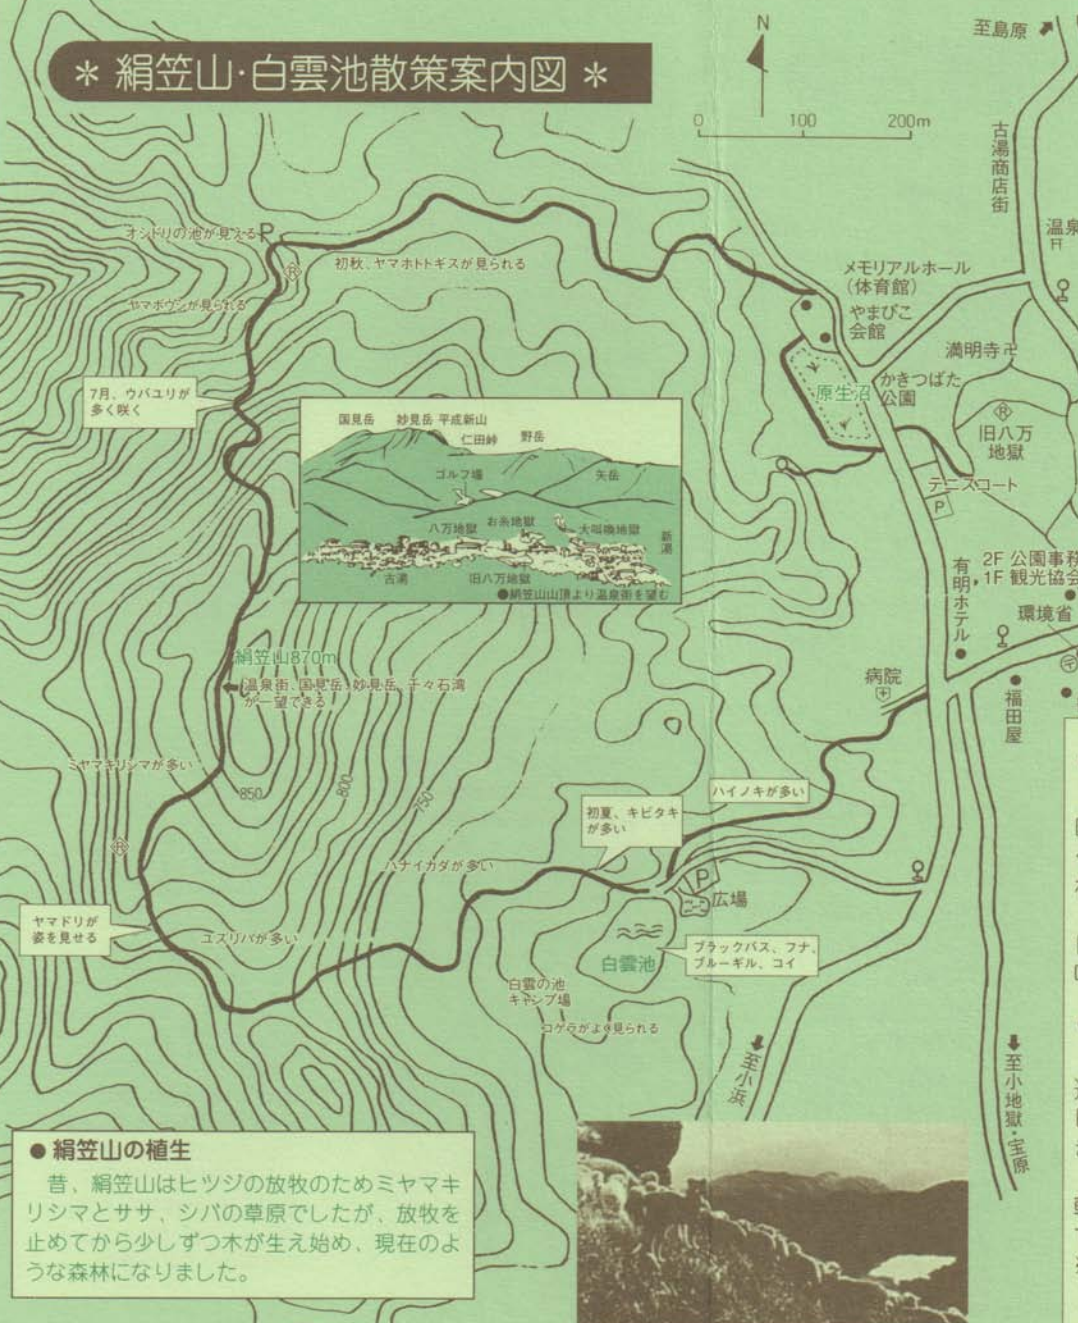 * 絹笠山·白雲池散策案内図 *
N
0 100 200m
至島原
古湯商店街
温泉
オシドリの池が見える P
R
初秋、ヤマホトトギスが見られる
メモリアルホール
(体育館)
やまびこ
会館
ヤマボウシが見られる
満明寺卍
7月、ウバユリが
多く咲く
原生沼
かきつばた
公園
R
旧八万
地獄
テニスコート
P
国見岳 妙見岳 平成新山
仁田峠 野岳
ゴルフ場 矢岳
八万地獄 お糸地獄 大叫喚地獄 新湯
古湯 旧八万地獄
●絹笠山山頂より温泉街を望む
有明ホテル
2F 公園事務
1F 観光協会
環境省
絹笠山870m
温泉街、国見岳、妙見岳、千々石湾
が一望できる
病院
福田屋
ミヤマキリシマが多い
850 800 750
ハイノキが多い
初夏、キビタキ
が多い
R
ハナイカダが多い
P
広場
ヤマドリが
姿を見せる
ユズリハが多い
白雲池
ブラックバス、フナ、
ブルーギル、コイ
白雲の池
キャンプ場
コゲラがよく見られる
至小浜
至小地獄·宝原
● 絹笠山の植生
昔、絹笠山はヒツジの放牧のためミヤマキ
リシマとササ、シバの草原でしたが、放牧を
止めてから少しずつ木が生え始め、現在のよ
うな森林になりました。